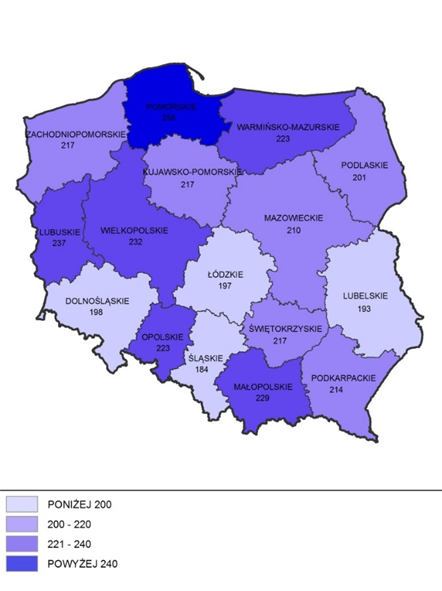 POMORSKIE
ZACHODNIOPOMORSKIE
217
WARMIŃSKO-MAZURSKIE
223
PODLASKIE
201
KUJAWSKO-POMORSKIE
217
MAZOWIECKIE
210
LUBUSKIE
237
WIELKOPOLSKIE
232
ŁÓDZKIE
197
LUBELSKIE
193
DOLNOŚLĄSKIE
198
OPOLSKIE
223
ŚWIĘTOKRZYSKIE
217
ŚLĄSKIE
184
MAŁOPOLSKIE
229
PODKARPACKIE
214
PONIŻEJ 200
200 - 220
221 - 240
POWYŻEJ 240